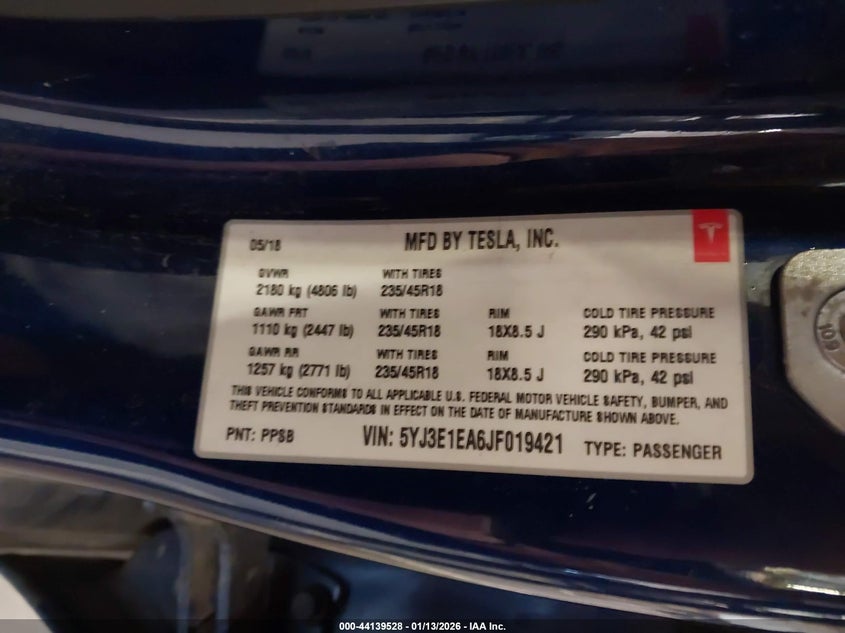 05/18 MFD BY TESLA, INC.
GVWR WITH TIRES
2180 kg (4806 lb) 235/45R18
GAWR FRT WITH TIRES RIM COLD TIRE PRESSURE
1110 kg (2447 lb) 235/45R18 18X8.5 J 290 kPa, 42 psi
GAWR RR WITH TIRES RIM COLD TIRE PRESSURE
1257 kg (2771 lb) 235/45R18 18X8.5 J 290 kPa, 42 psi
THIS VEHICLE CONFORMS TO ALL APPLICABLE U.S. FEDERAL MOTOR VEHICLE SAFETY, BUMPER, AND
THEFT PREVENTION STANDARDS IN EFFECT ON THE DATE OF MANUFACTURE SHOWN ABOVE.
PNT: PPSB VIN: 5YJ3E1EA6JF019421 TYPE: PASSENGER
000-44139528 - 01/13/2026 - IAA Inc.